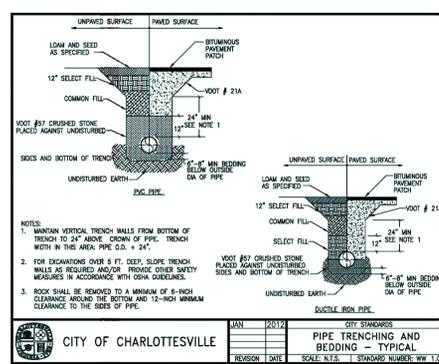 UNPAVED SURFACE
PAVED SURFACE
LOAM AND SEED
AS SPECIFIED
BITUMINOUS
PAVEMENT
PATCH
12" SELECT FILL
VDOT # 21A
COMMON FILL
24" MIN
SEE NOTE 1
VDOT #57 CRUSHED STONE
PLACED AGAINST UNDISTURBED
12"
SIDES AND BOTTOM OF TRENCH
6"-8" MIN BEDDING
BELOW OUTSIDE
DIA OF PIPE
UNDISTURBED EARTH
PVC PIPE
UNPAVED SURFACE
PAVED SURFACE
LOAM AND SEED
AS SPECIFIED
BITUMINOUS
PAVEMENT
PATCH
12" SELECT FILL
VDOT # 21A
COMMON FILL
24" MIN
SEE NOTE 1
SELECT FILL
12"
VDOT #57 CRUSHED STONE
PLACED AGAINST UNDISTURBED
SIDES AND BOTTOM OF TRENCH
6"-8" MIN BEDDING
BELOW OUTSIDE
DIA OF PIPE
UNDISTURBED EARTH
DUCTILE IRON PIPE
NOTES:
1. MAINTAIN VERTICAL TRENCH WALLS FROM BOTTOM OF
TRENCH TO 24" ABOVE CROWN OF PIPE. TRENCH
WIDTH IN THIS AREA: PIPE O.D. + 24".
2. FOR EXCAVATIONS OVER 5 FT. DEEP, SLOPE TRENCH
WALLS AS REQUIRED AND/OR PROVIDE OTHER SAFETY
MEASURES IN ACCORDANCE WITH OSHA GUIDELINES.
3. ROCK SHALL BE REMOVED TO A MINIMUM OF 6-INCH
CLEARANCE AROUND THE BOTTOM AND 12-INCH MINIMUM
CLEARANCE TO THE SIDES OF PIPE.
CITY OF CHARLOTTESVILLE
JAN 2012
REVISION DATE
CITY STANDARDS
PIPE TRENCHING AND
BEDDING - TYPICAL
SCALE: N.T.S.
STANDARD NUMBER: WW 1.0